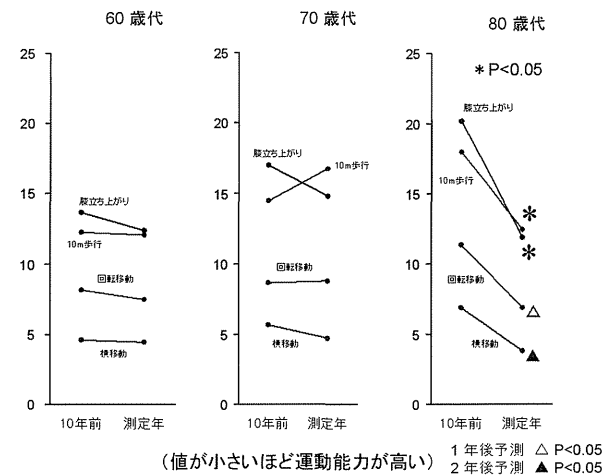 60歳代
25
20
15
10
5
0
膝立ち上がり
10m歩行
回転移動
横移動
10年前 測定年
70歳代
25
20
15
10
5
0
膝立ち上がり
10m歩行
回転移動
横移動
10年前 測定年
80歳代
25
20
15
10
5
0
* P<0.05
膝立ち上がり
10m歩行
*
*
回転移動
△
横移動
▲
10年前 測定年
(値が小さいほど運動能力が高い)
1年後予測 △ P<0.05
2年後予測 ▲ P<0.05